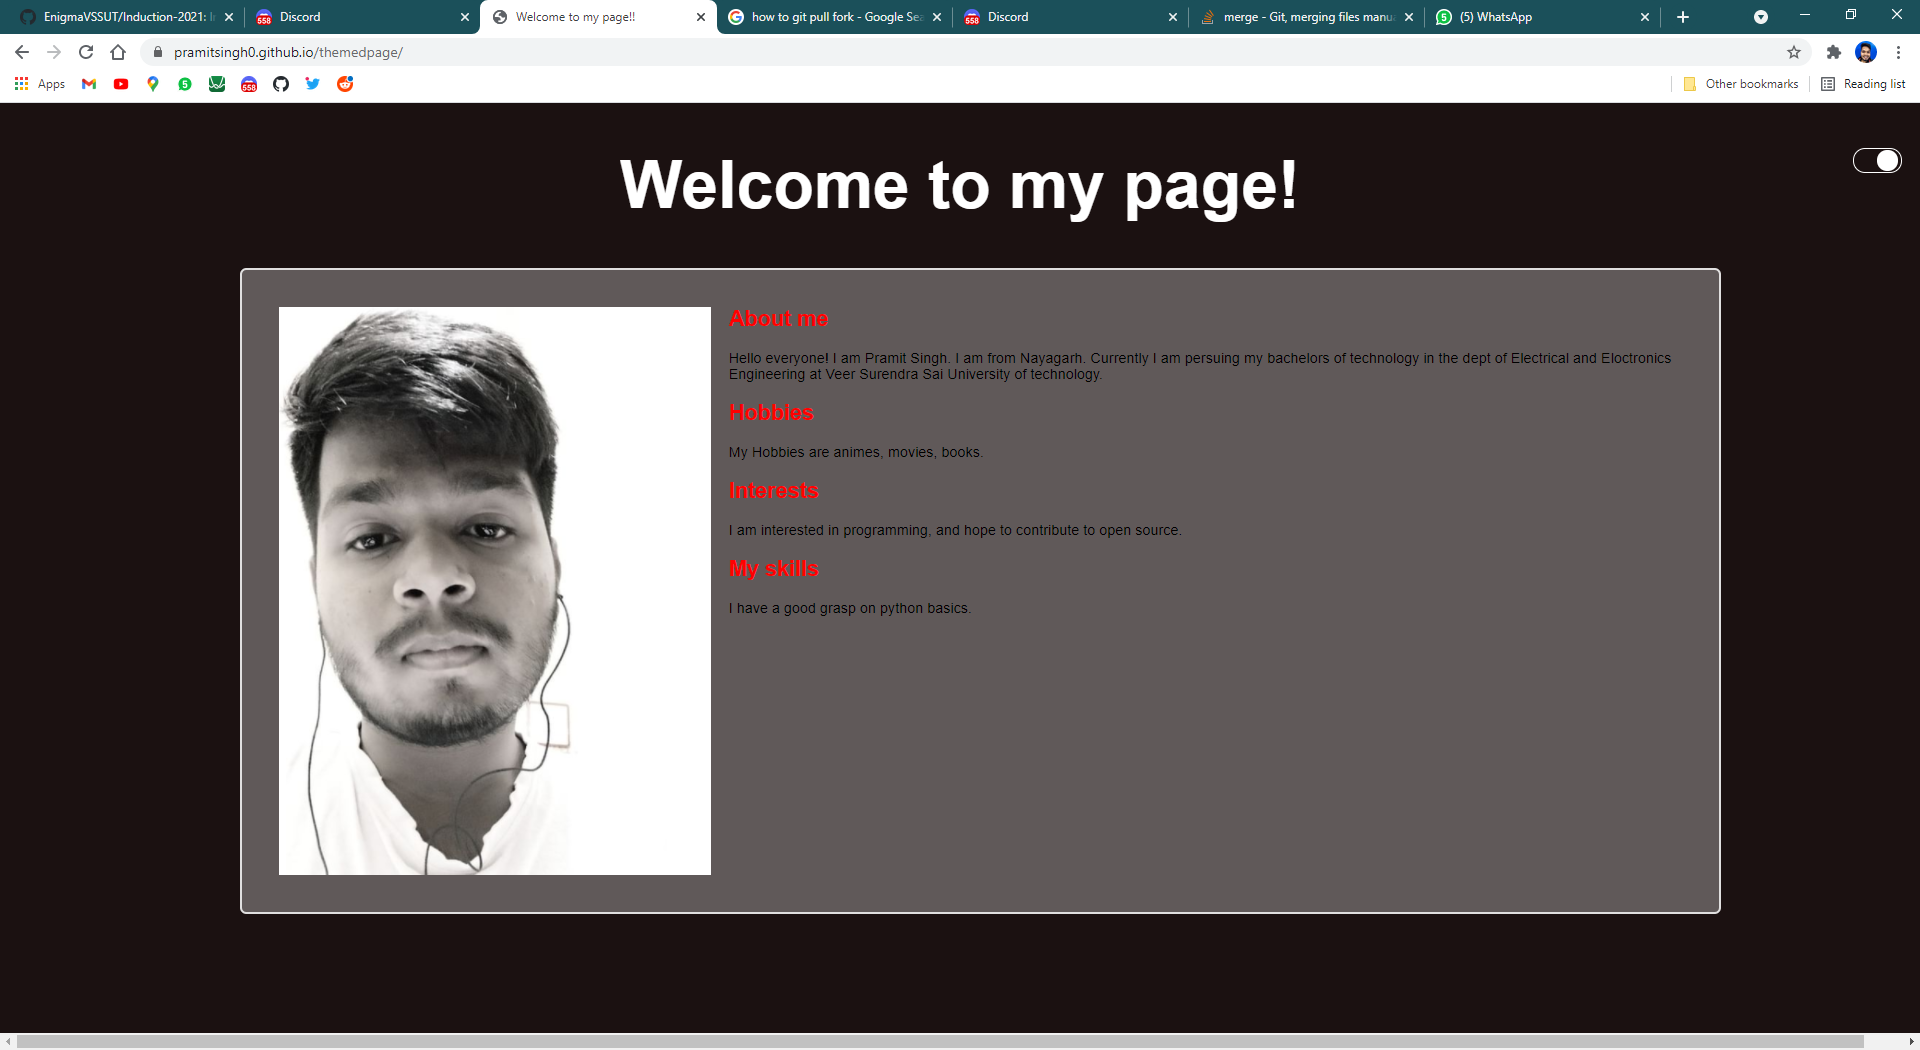 EnigmaVSSUT/Induction-2021: I
Discord
Welcome to my page!!
how to git pull fork - Google Sea
Discord
merge - Git, merging files manua
(5) WhatsApp
pramitsingh0.github.io/themedpage/
Apps
Other bookmarks
Reading list
Welcome to my page!
About me
Hello everyone! I am Pramit Singh. I am from Nayagarh. Currently I am persuing my bachelors of technology in the dept of Electrical and Eloctronics
Engineering at Veer Surendra Sai University of technology.
Hobbies
My Hobbies are animes, movies, books.
Interests
I am interested in programming, and hope to contribute to open source.
My skills
I have a good grasp on python basics.